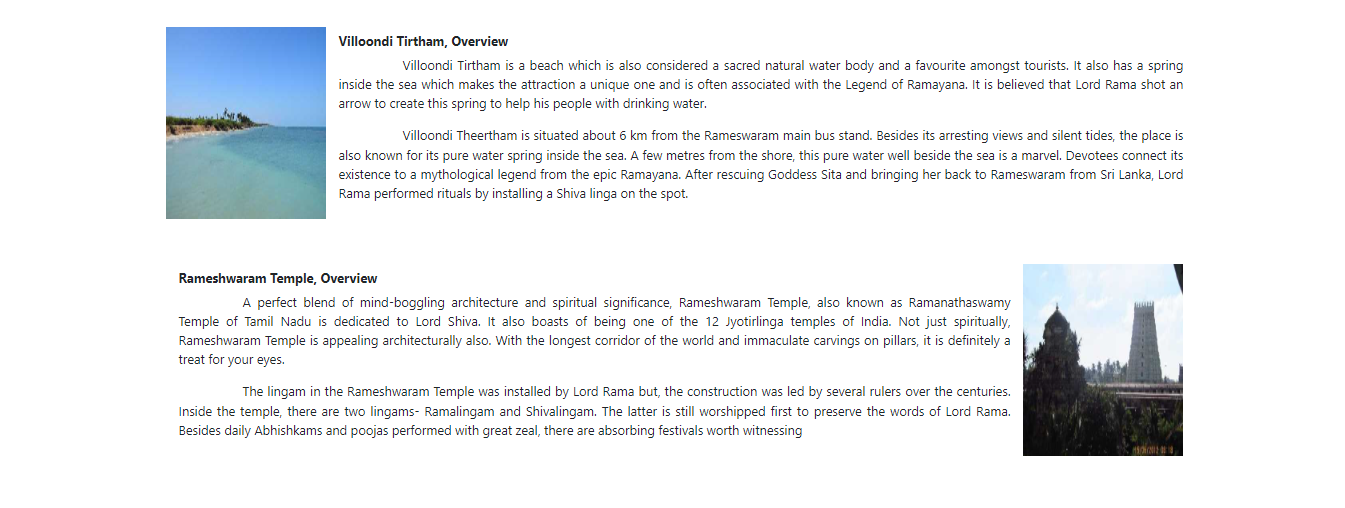 Villoondi Tirtham, Overview
Villoondi Tirtham is a beach which is also considered a sacred natural water body and a favourite amongst tourists. It also has a spring
inside the sea which makes the attraction a unique one and is often associated with the Legend of Ramayana. It is believed that Lord Rama shot an
arrow to create this spring to help his people with drinking water.
Villoondi Theertham is situated about 6 km from the Rameswaram main bus stand. Besides its arresting views and silent tides, the place is
also known for its pure water spring inside the sea. A few metres from the shore, this pure water well beside the sea is a marvel. Devotees connect its
existence to a mythological legend from the epic Ramayana. After rescuing Goddess Sita and bringing her back to Rameswaram from Sri Lanka, Lord
Rama performed rituals by installing a Shiva linga on the spot.
Rameshwaram Temple, Overview
A perfect blend of mind-boggling architecture and spiritual significance, Rameshwaram Temple, also known as Ramanathaswamy
Temple of Tamil Nadu is dedicated to Lord Shiva. It also boasts of being one of the 12 Jyotirlinga temples of India. Not just spiritually,
Rameshwaram Temple is appealing architecturally also. With the longest corridor of the world and immaculate carvings on pillars, it is definitely a
treat for your eyes.
The lingam in the Rameshwaram Temple was installed by Lord Rama but, the construction was led by several rulers over the centuries.
Inside the temple, there are two lingams- Ramalingam and Shivalingam. The latter is still worshipped first to preserve the words of Lord Rama.
Besides daily Abhishkams and poojas performed with great zeal, there are absorbing festivals worth witnessing